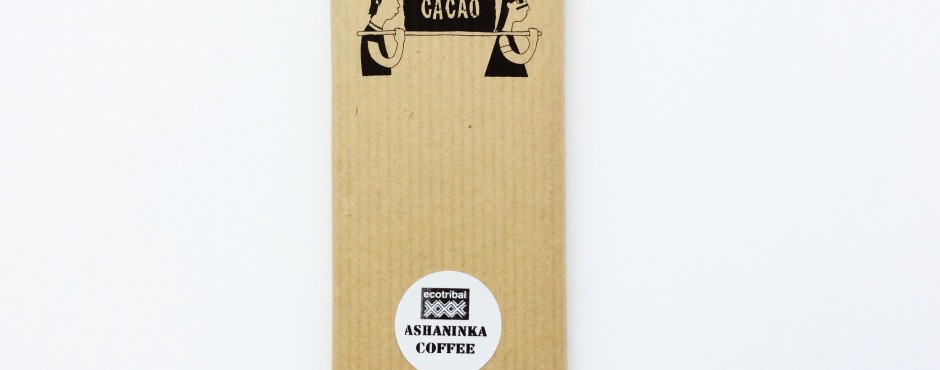 CACAO
ecotribal
ASHANINKA
COFFEE